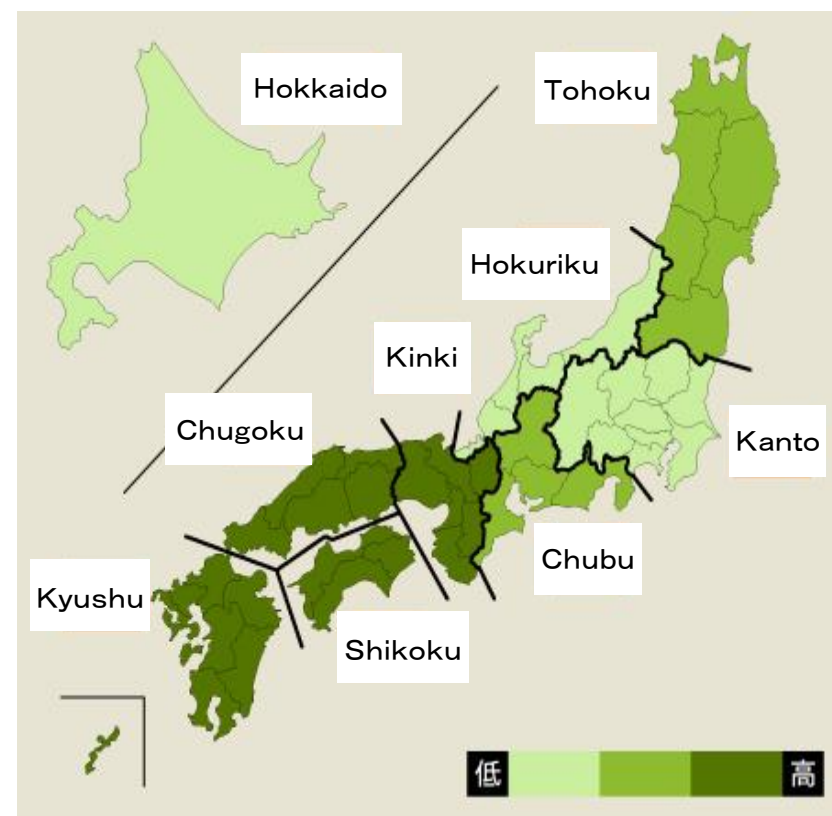 Hokkaido
Tohoku
Hokuriku
Kinki
Chugoku
Kanto
Chubu
Kyushu
Shikoku
低 高